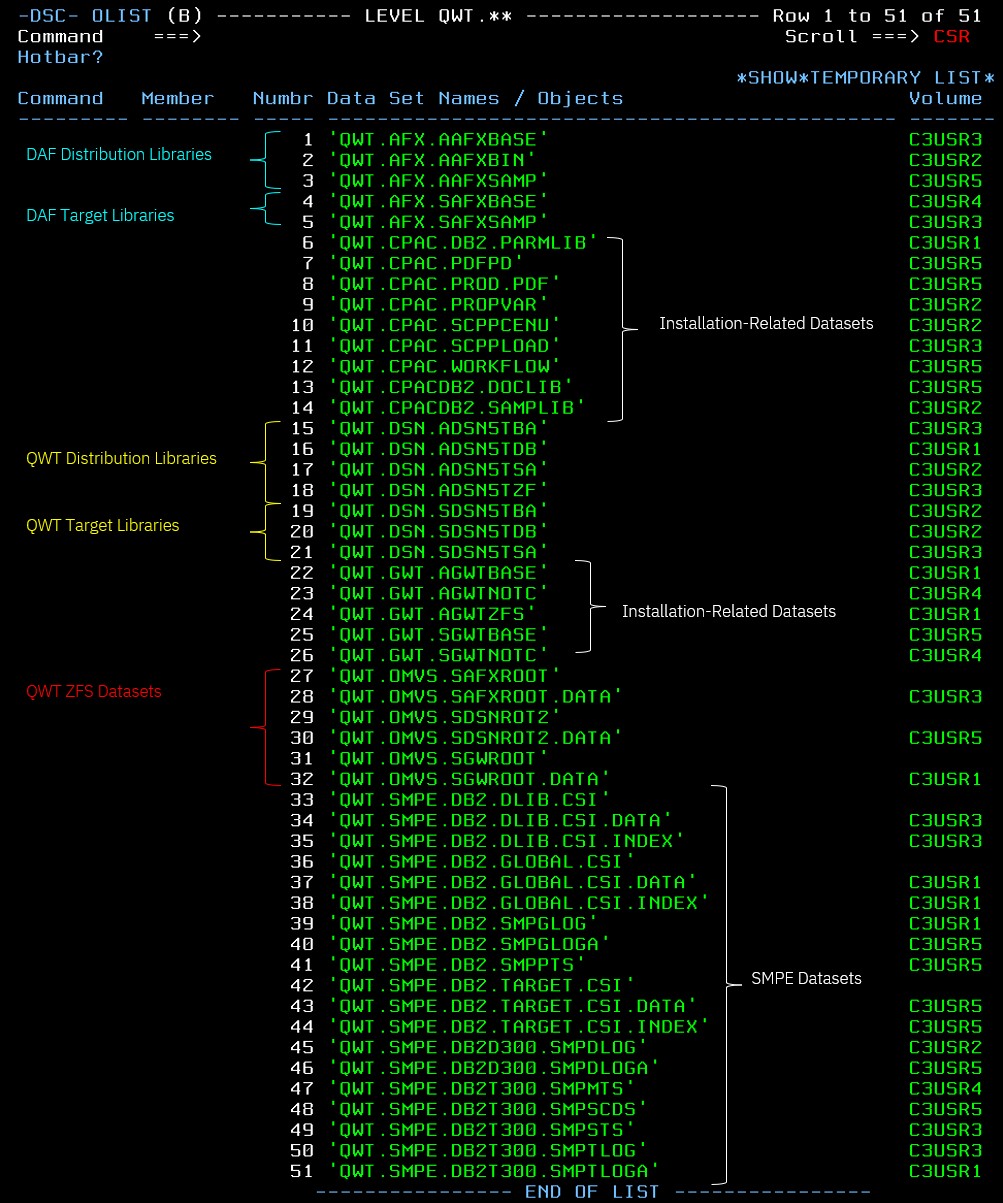 -DSC- OLIST (B) ----------- LEVEL QWT.** ------------------- Row 1 to 51 of 51
Command ===> Scroll ===> CSR
Hotbar?
*SHOW*TEMPORARY LIST*
Command Member Numbr Data Set Names / Objects Volume
--------- -------- ----- ---------------------------------------------- -------
1 'QWT.AFX.AAFXBASE' C3USR3
DAF Distribution Libraries
2 'QWT.AFX.AAFXBIN' C3USR2
3 'QWT.AFX.AAFXSAMP' C3USR5
4 'QWT.AFX.SAFXBASE' C3USR4
DAF Target Libraries
5 'QWT.AFX.SAFXSAMP' C3USR3
6 'QWT.CPAC.DB2.PARMLIB' C3USR1
7 'QWT.CPAC.PDFPD' C3USR5
8 'QWT.CPAC.PROD.PDF' C3USR5
9 'QWT.CPAC.PROPVAR' C3USR2
10 'QWT.CPAC.SCPPCENU' C3USR2
Installation-Related Datasets
11 'QWT.CPAC.SCPPLOAD' C3USR3
12 'QWT.CPAC.WORKFLOW' C3USR5
13 'QWT.CPACDB2.DOCLIB' C3USR5
14 'QWT.CPACDB2.SAMPLIB' C3USR2
15 'QWT.DSN.ADSN5TBA' C3USR3
16 'QWT.DSN.ADSN5TDB' C3USR1
QWT Distribution Libraries
17 'QWT.DSN.ADSN5TSA' C3USR2
18 'QWT.DSN.ADSN5TZF' C3USR3
19 'QWT.DSN.SDSN5TBA' C3USR2
QWT Target Libraries
20 'QWT.DSN.SDSN5TDB' C3USR2
21 'QWT.DSN.SDSN5TSA' C3USR3
22 'QWT.GWT.AGWTBASE' C3USR1
23 'QWT.GWT.AGWTNOTC' C3USR4
24 'QWT.GWT.AGWTZFS' C3USR1
Installation-Related Datasets
25 'QWT.GWT.SGWTBASE' C3USR5
26 'QWT.GWT.SGWTNOTC' C3USR4
27 'QWT.OMVS.SAFXROOT'
QWT ZFS Datasets
28 'QWT.OMVS.SAFXROOT.DATA' C3USR3
29 'QWT.OMVS.SDSNROT2'
30 'QWT.OMVS.SDSNROT2.DATA' C3USR5
31 'QWT.OMVS.SGWROOT'
32 'QWT.OMVS.SGWROOT.DATA' C3USR1
33 'QWT.SMPE.DB2.DLIB.CSI'
34 'QWT.SMPE.DB2.DLIB.CSI.DATA' C3USR3
35 'QWT.SMPE.DB2.DLIB.CSI.INDEX' C3USR3
36 'QWT.SMPE.DB2.GLOBAL.CSI'
37 'QWT.SMPE.DB2.GLOBAL.CSI.DATA' C3USR1
38 'QWT.SMPE.DB2.GLOBAL.CSI.INDEX' C3USR1
39 'QWT.SMPE.DB2.SMPGLOG' C3USR1
40 'QWT.SMPE.DB2.SMPGLOGA' C3USR5
41 'QWT.SMPE.DB2.SMPPTS' C3USR5
SMPE Datasets
42 'QWT.SMPE.DB2.TARGET.CSI'
43 'QWT.SMPE.DB2.TARGET.CSI.DATA' C3USR5
44 'QWT.SMPE.DB2.TARGET.CSI.INDEX' C3USR5
45 'QWT.SMPE.DB2D300.SMPDLOG' C3USR2
46 'QWT.SMPE.DB2D300.SMPDLOGA' C3USR5
47 'QWT.SMPE.DB2T300.SMPMTS' C3USR4
48 'QWT.SMPE.DB2T300.SMPSCDS' C3USR5
49 'QWT.SMPE.DB2T300.SMPSTS' C3USR3
50 'QWT.SMPE.DB2T300.SMPTLOG' C3USR3
51 'QWT.SMPE.DB2T300.SMPTLOGA' C3USR1
---------------- END OF LIST ----------------